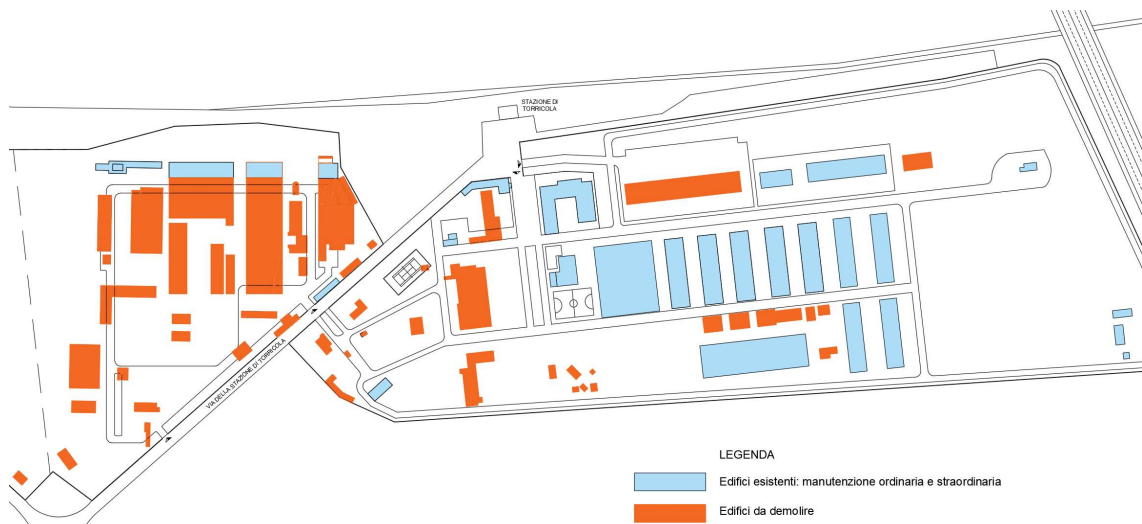 STAZIONE DI
TORRICOLA
VIA DELLA STAZIONE DI TORRICOLA
LEGENDA
Edifici esistenti: manutenzione ordinaria e straordinaria
Edifici da demolire